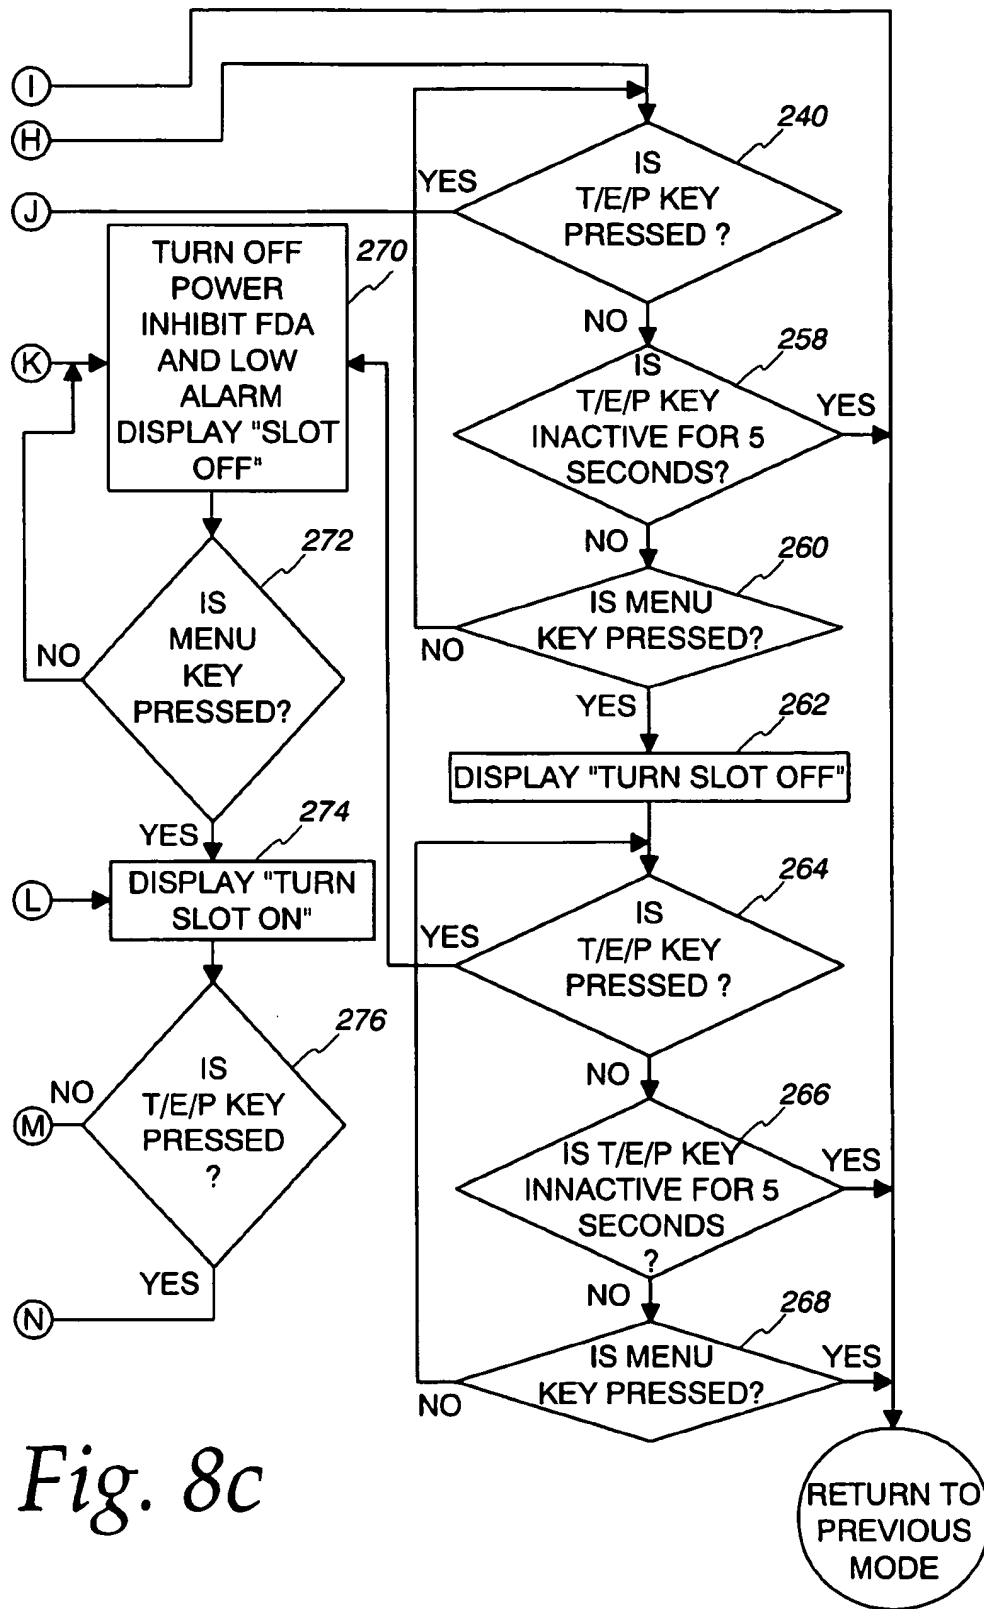 I
H
J
K
L
M
N
240
IS
T/E/P KEY
PRESSED ?
YES
NO
270
TURN OFF
POWER
INHIBIT FDA
AND LOW
ALARM
DISPLAY "SLOT
OFF"
258
IS
T/E/P KEY
INACTIVE FOR 5
SECONDS?
YES
NO
272
IS
MENU
KEY
PRESSED?
NO
YES
260
IS MENU
KEY PRESSED?
NO
YES
262
DISPLAY "TURN SLOT OFF"
274
DISPLAY "TURN
SLOT ON"
264
IS
T/E/P KEY
PRESSED ?
YES
NO
276
IS
T/E/P KEY
PRESSED
?
NO
YES
266
IS T/E/P KEY
INNACTIVE FOR 5
SECONDS
?
YES
NO
268
IS MENU
KEY PRESSED?
YES
NO
RETURN TO
PREVIOUS
MODE
Fig. 8c